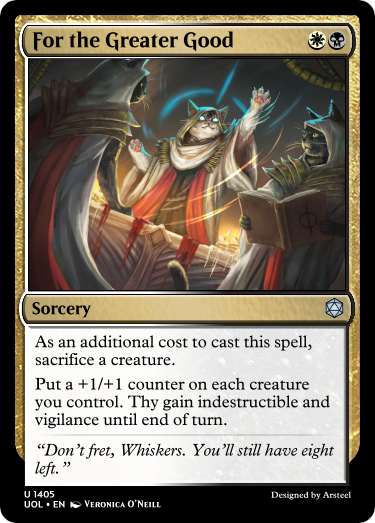 For the Greater Good
Sorcery
As an additional cost to cast this spell,
sacrifice a creature.
Put a +1/+1 counter on each creature
you control. Thy gain indestructible and
vigilance until end of turn.
“Don’t fret, Whiskers. You’ll still have eight
left.”
U 1405
UOL • EN Veronica O’Neill
Designed by Arsteel